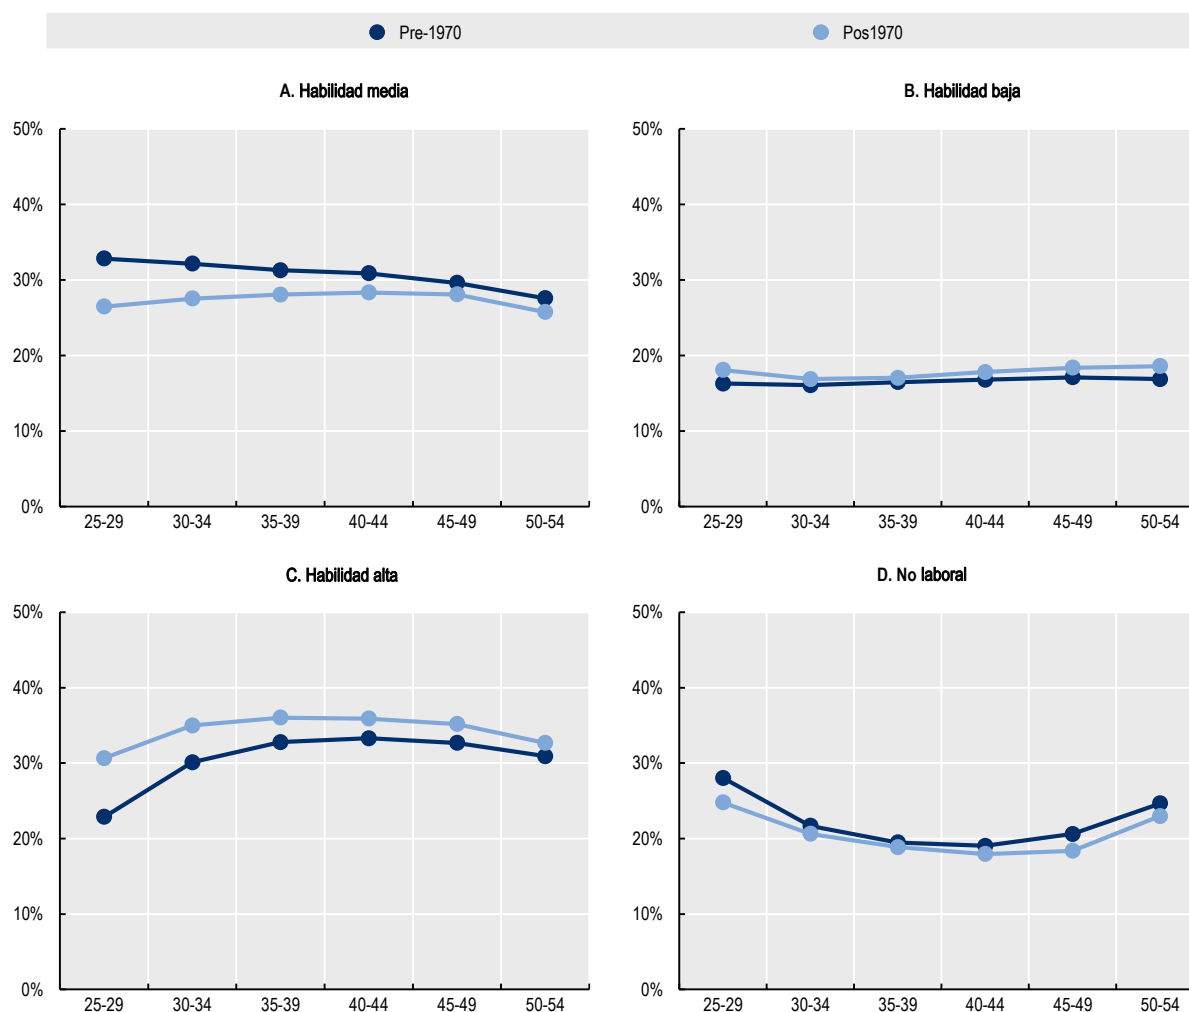 Pre-1970 Pos1970
A. Habilidad media
50%
40%
30%
20%
10%
0%
25-29 30-34 35-39 40-44 45-49 50-54
B. Habilidad baja
50%
40%
30%
20%
10%
0%
25-29 30-34 35-39 40-44 45-49 50-54
C. Habilidad alta
50%
40%
30%
20%
10%
0%
25-29 30-34 35-39 40-44 45-49 50-54
D. No laboral
50%
40%
30%
20%
10%
0%
25-29 30-34 35-39 40-44 45-49 50-54